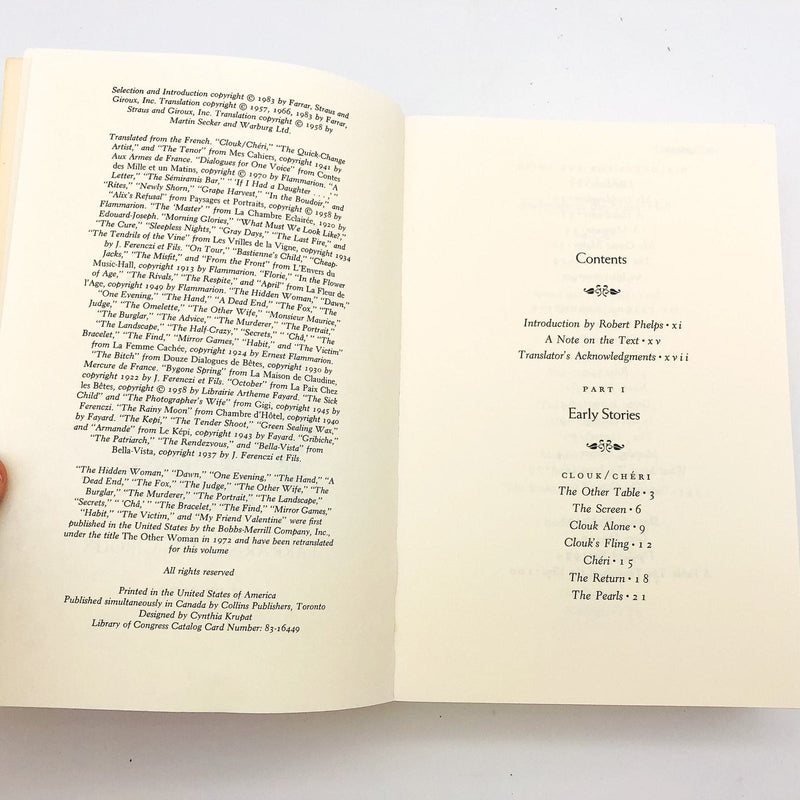 Selection and Introduction copyright © 1983 by Farrar, Straus and
Giroux, Inc. Translation copyright © 1957, 1966, 1983 by Farrar,
Straus and Giroux, Inc. Translation copyright © 1958 by
Martin Secker and Warburg Ltd.
Translated from the French. "Clouk/Chéri," "The Quick-Change
Artist," and "The Tenor" from Mes Cahiers, copyright 1941 by
Aux Armes de France. "Dialogues for One Voice" from Contes
des Mille et un Matins, copyright © 1970 by Flammarion. "A
Letter," "The Sémiramis Bar," " 'If I Had a Daughter . . . ,' "
"Rites," "Newly Shorn," "Grape Harvest," "In the Boudoir," and
"Alix's Refusal" from Paysages et Portraits, copyright © 1958 by
Flammarion. "The 'Master' " from La Chambre Eclairée, 1920 by
Edouard-Joseph. "Morning Glories," "What Must We Look Like?,"
"The Cure," "Sleepless Nights," "Gray Days," "The Last Fire," and
"The Tendrils of the Vine" from Les Vrilles de la Vigne, copyright 1934
by J. Ferenczi et Fils. "On Tour," "Bastienne's Child," "Cheap-
Jacks," "The Misfit," and "From the Front" from L'Envers du
Music-Hall, copyright 1913 by Flammarion. "Florie," "In the Flower
of Age," "The Rivals," "The Respite," and "April" from La Fleur de
l'Age, copyright 1949 by Flammarion. "The Hidden Woman," "Dawn,"
"One Evening," "The Hand," "A Dead End," "The Fox," "The
Judge," "The Omelette," "The Other Wife," "Monsieur Maurice,"
"The Burglar," "The Advice," "The Murderer," "The Portrait,"
"The Landscape," "The Half-Crazy," "Secrets," " 'Châ,' " "The
Bracelet," "The Find," "Mirror Games," "Habit," and "The Victim"
from La Femme Cachée, copyright 1924 by Ernest Flammarion.
"The Bitch" from Douze Dialogues de Bêtes, copyright 1930 by
Mercure de France. "Bygone Spring" from La Maison de Claudine,
copyright 1922 by J. Ferenczi et Fils. "October" from La Paix Chez
les Bêtes, copyright © 1958 by Librairie Artheme Fayard. "The Sick
Child" and "The Photographer's Wife" from Gigi, copyright 1945 by
Ferenczi. "The Rainy Moon" from Chambre d'Hôtel, copyright 1940
by Fayard. "The Kepi," "The Tender Shoot," "Green Sealing Wax,"
and "Armande" from Le Képi, copyright 1943 by Fayard. "Gribiche,"
"The Patriarch," "The Rendezvous," and "Bella-Vista" from
Bella-Vista, copyright 1937 by J. Ferenczi et Fils.
"The Hidden Woman," "Dawn," "One Evening," "The Hand," "A
Dead End," "The Fox," "The Judge," "The Other Wife," "The
Burglar," "The Murderer," "The Portrait," "The Landscape,"
"Secrets," " 'Châ,' " "The Bracelet," "The Find," "Mirror Games,"
"Habit," "The Victim," and "My Friend Valentine" were first
published in the United States by the Bobbs-Merrill Company, Inc.,
under the title The Other Woman in 1972 and have been retranslated
for this volume
All rights reserved
Printed in the United States of America
Published simultaneously in Canada by Collins Publishers, Toronto
Designed by Cynthia Krupat
Library of Congress Catalog Card Number: 83-16449
Contents
Introduction by Robert Phelps • xi
A Note on the Text • xv
Translator's Acknowledgments • xvii
PART I
Early Stories
CLOUK/CHÉRI
The Other Table • 3
The Screen • 6
Clouk Alone • 9
Clouk's Fling • 12
Chéri • 15
The Return • 18
The Pearls • 21